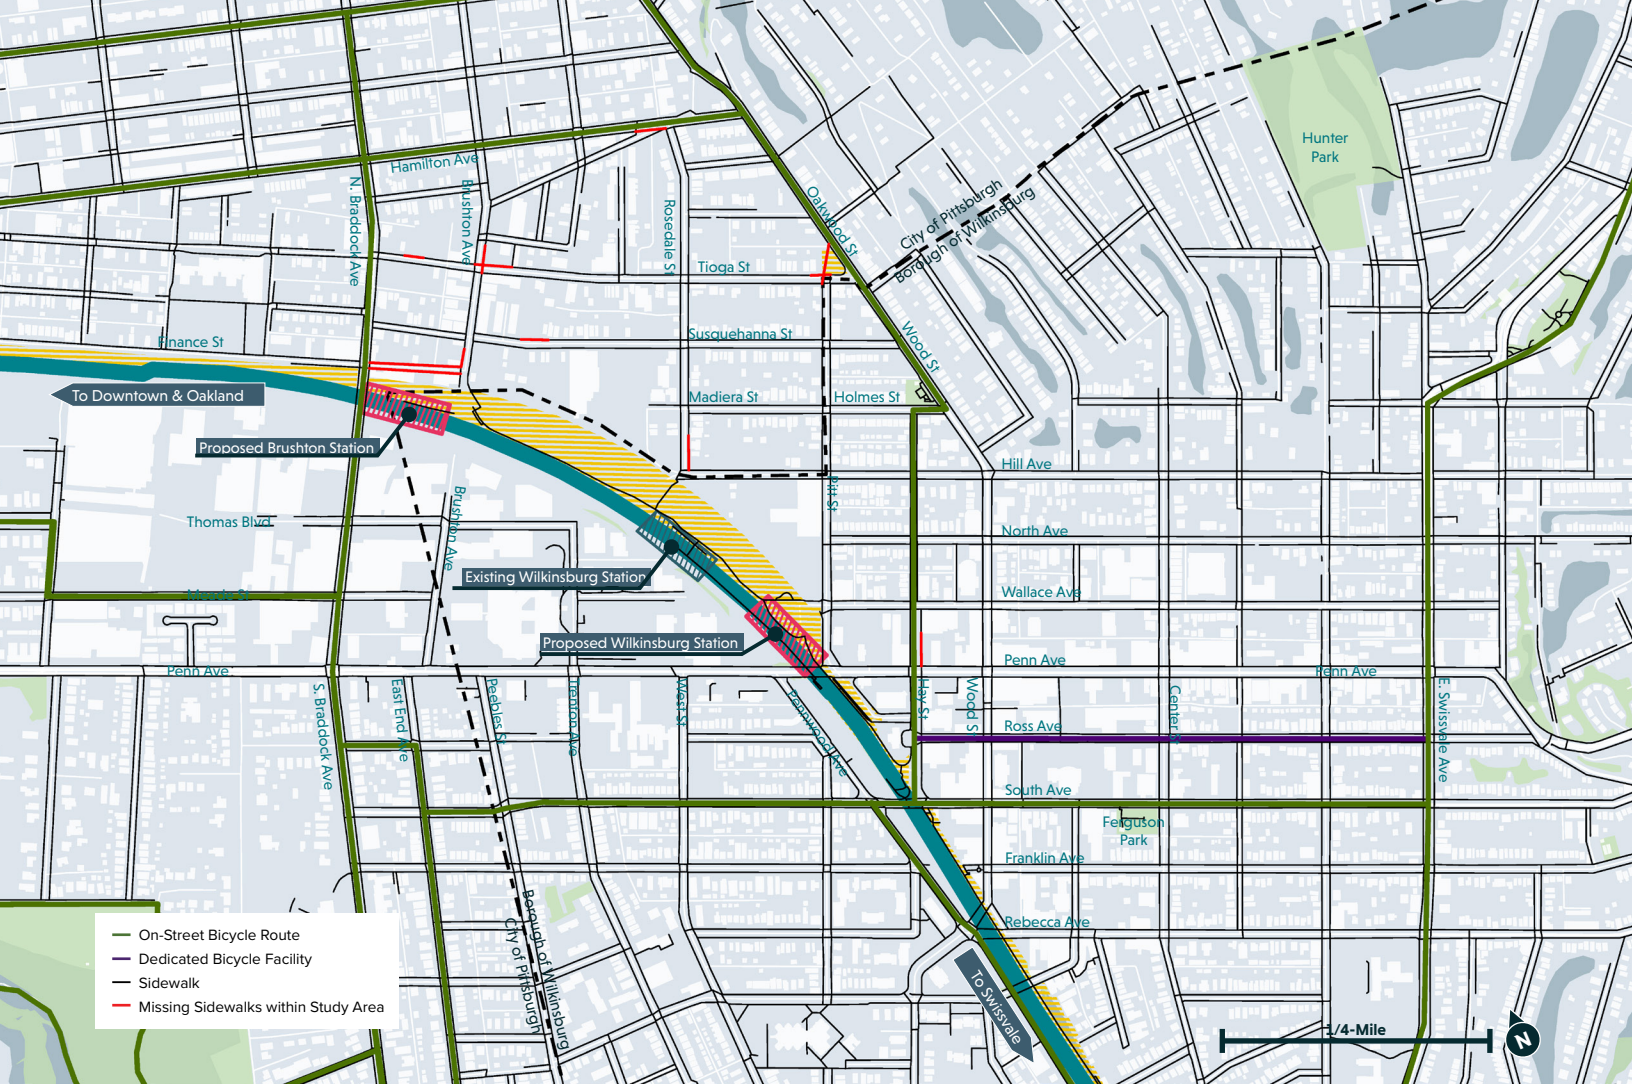 Hunter
Park
Hamilton Ave
N. Braddock Ave
Brushton Ave
Rosedale St
Oakwood St
City of Pittsburgh
Borough of Wilkinsburg
Tioga St
Susquehanna St
Wood St
Finance St
To Downtown & Oakland
Madiera St
Holmes St
Proposed Brushton Station
Hill Ave
Pitt St
Thomas Blvd
Brushton Ave
North Ave
Existing Wilkinsburg Station
Meade St
Wallace Ave
Proposed Wilkinsburg Station
Penn Ave
Penn Ave
Penn Ave
S. Braddock Ave
East End Ave
Peebles St
Trenton Ave
West St
Pennwood Ave
Hay St
Wood St
Center St
E. Swissvale Ave
Ross Ave
South Ave
Ferguson
Park
Franklin Ave
Rebecca Ave
Borough of Wilkinsburg
City of Pittsburgh
On-Street Bicycle Route
Dedicated Bicycle Facility
Sidewalk
Missing Sidewalks within Study Area
To Swissvale
1/4-Mile
N